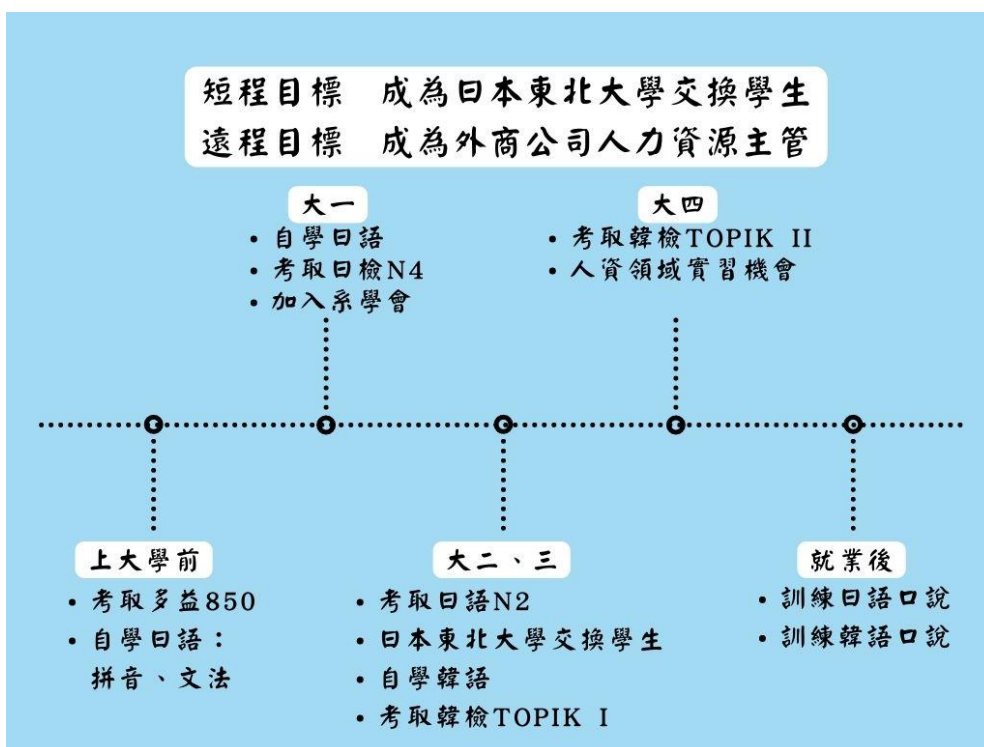 短程目標 成為日本東北大學交換學生
遠程目標 成為外商公司人力資源主管
大一
• 自學日語
• 考取日檢N4
• 加入系學會
大四
• 考取韓檢TOPIK II
• 人資領域實習機會
上大學前
• 考取多益850
• 自學日語：
拼音、文法
大二、三
• 考取日語N2
• 日本東北大學交換學生
• 自學韓語
• 考取韓檢TOPIK I
就業後
• 訓練日語口說
• 訓練韓語口說